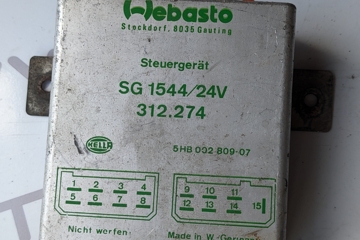 Webasto
Stockdorf, 8035 Gauting
Steuergerät
SG 1544/24V
312.274
HELLA
5HB 002 809-07
1 2 3 4
5 6 7 8
9 10 11
12 13 14 15
Nicht werfen
Made in W.-Germany